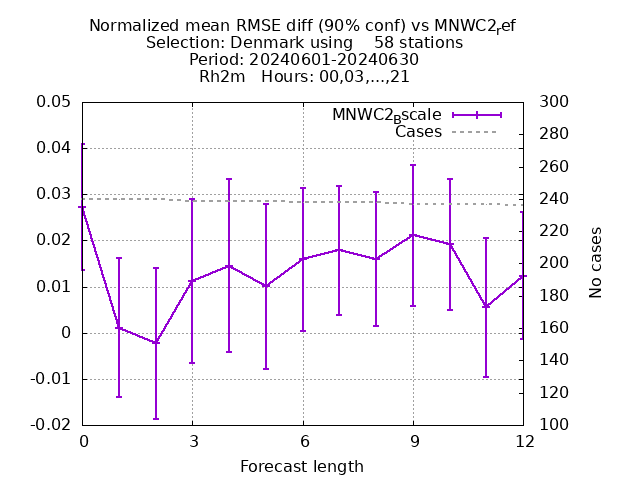 Normalized mean RMSE diff (90% conf) vs MNWC2ref
Selection: Denmark using 58 stations
Period: 20240601-20240630
Rh2m Hours: 00,03,...,21
MNWC2Bscale
Cases
0.05
0.04
0.03
0.02
0.01
0
-0.01
-0.02
300
280
260
240
220
200
180
160
140
120
100
No cases
0 3 6 9 12
Forecast length